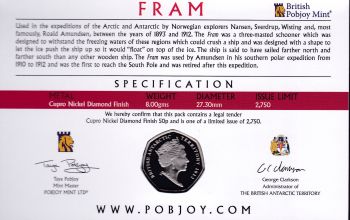 FRAM
British
Pobjoy Mint
Used in the expeditions of the Arctic and Antarctic by Norwegian explorers Nansen, Sverdrup, Wisting and, most
famously, Roald Amundsen, between the years of 1893 and 1912. The Fram was a three-masted schooner which was
designed to withstand the freezing waters of these regions which could crush a ship and was designed with a shape to
let the ice push the ship up so it would "float" on top of the ice. The ship is said to have sailed farther north and
farther south than any other wooden ship. The Fram was used by Amundsen in his southern polar expedition from
1910 to 1912 and was the first to reach the South Pole and was retired after this expedition.
SPECIFICATION
METAL WEIGHT DIAMETER ISSUE LIMIT
Cupro Nickel Diamond Finish 8.00gms 27.30mm 2,750
We hereby confirm that this pack contains a legal tender
Cupro Nickel Diamond Finish 50p and is one of a limited issue of 2,750.
Taya Pobjoy
Mint Master
POBJOY MINT LTD
George Clarkson
Administrator of
THE BRITISH ANTARCTIC TERRITORY
WWW.POBJOY.COM